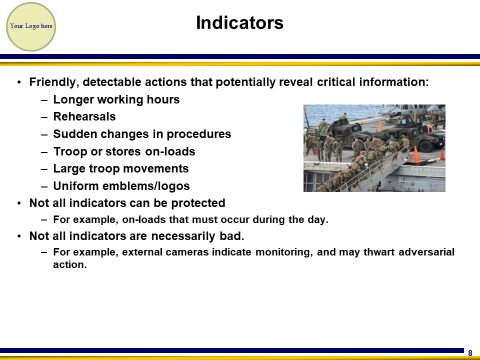 Your Logo here
Indicators
• Friendly, detectable actions that potentially reveal critical information:
– Longer working hours
– Rehearsals
– Sudden changes in procedures
– Troop or stores on-loads
– Large troop movements
– Uniform emblems/logos
• Not all indicators can be protected
– For example, on-loads that must occur during the day.
• Not all indicators are necessarily bad.
– For example, external cameras indicate monitoring, and may thwart adversarial
action.
8